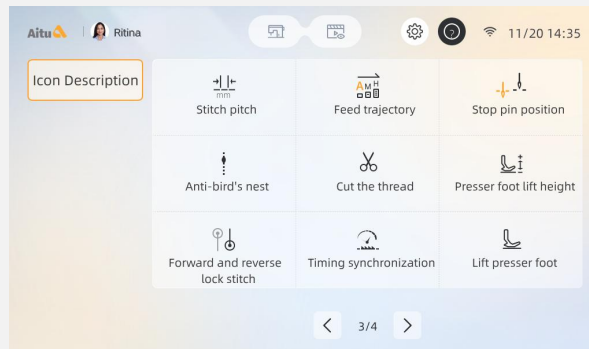 Aitu
Ritina
11/20 14:35
Icon Description
mm
Stitch pitch
A M H
Feed trajectory
Stop pin position
Anti-bird's nest
Cut the thread
Presser foot lift height
Forward and reverse
lock stitch
Timing synchronization
Lift presser foot
3/4